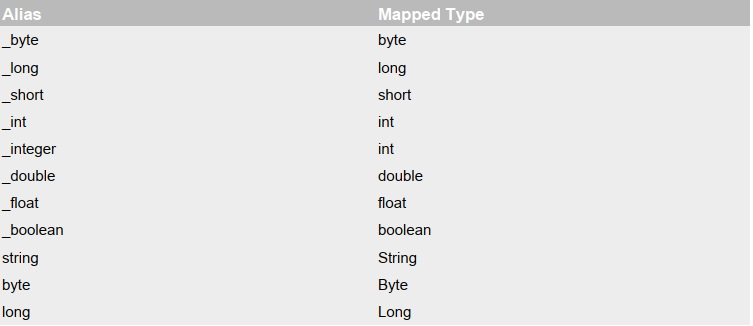 Alias Mapped Type
_byte byte
_long long
_short short
_int int
_integer int
_double double
_float float
_boolean boolean
string String
byte Byte
long Long